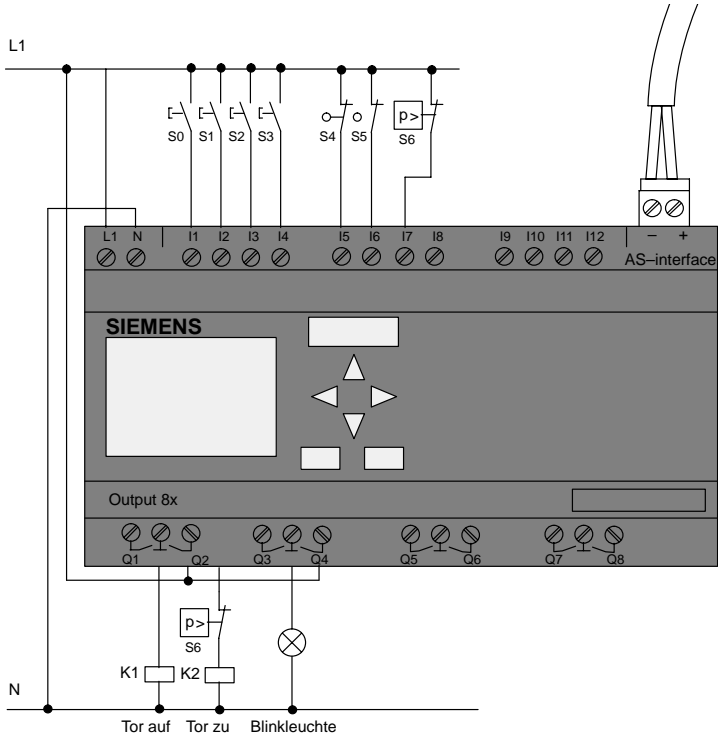 L1
S0 S1 S2 S3 S4 S5 p> S6
L1 N I1 I2 I3 I4 I5 I6 I7 I8 I9 I10 I11 I12 – +
AS–interface
SIEMENS
Output 8x
Q1 Q2 Q3 Q4 Q5 Q6 Q7 Q8
p>
S6
K1 K2
N
Tor auf Tor zu Blinkleuchte